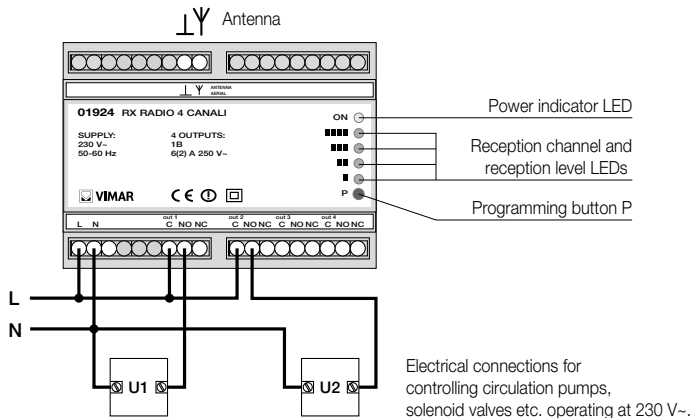 Antenna
ANTENNA
AERIAL
01924 RX RADIO 4 CANALI
ON
SUPPLY:
230 V~
50-60 Hz
4 OUTPUTS:
1B
6(2) A 250 V~
VIMAR
CE
P
Power indicator LED
Reception channel and
reception level LEDs
Programming button P
out 1 out 2 out 3 out 4
L N C NO NC C NO NC C NO NC C NO NC
L
N
U1
U2
Electrical connections for
controlling circulation pumps,
solenoid valves etc. operating at 230 V~.